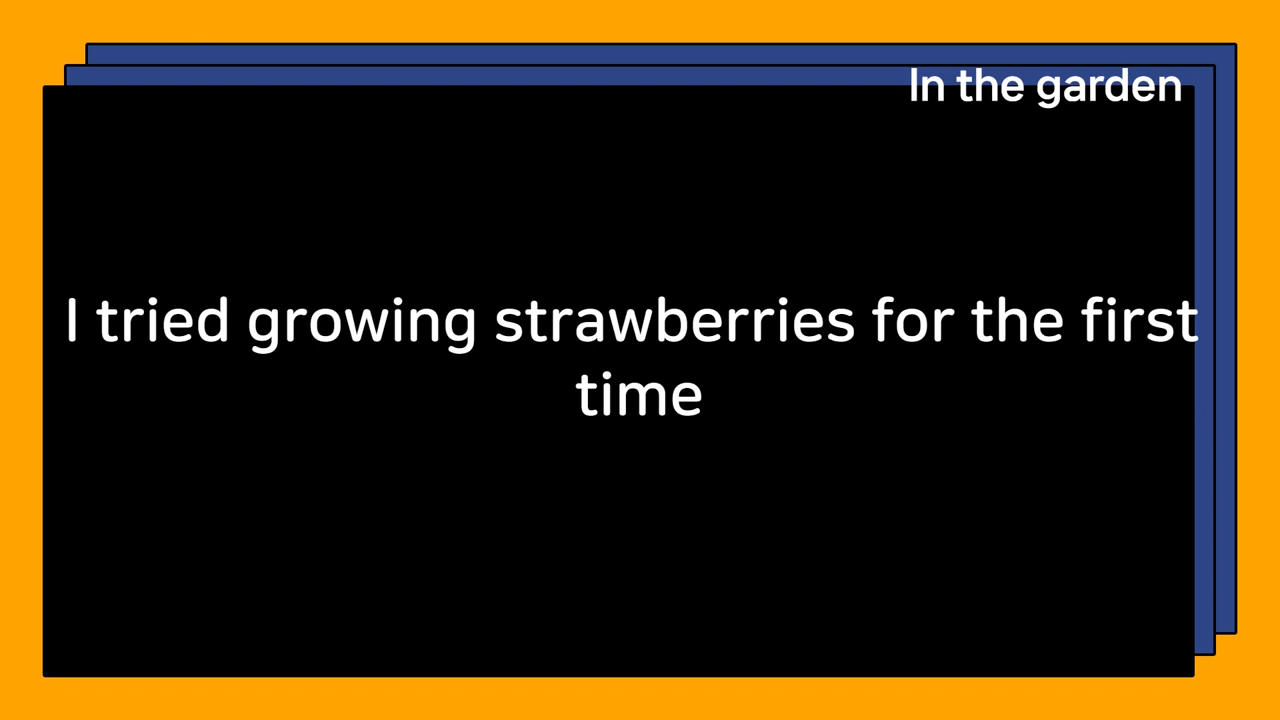 In the garden
I tried growing strawberries for the first
time